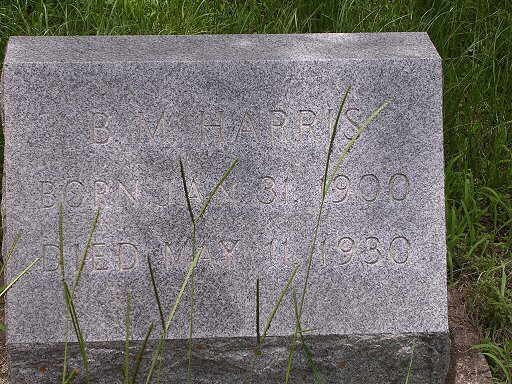 B. M. HARRIS
BORN JAN. 31, 1900
DIED MAY 11, 1930